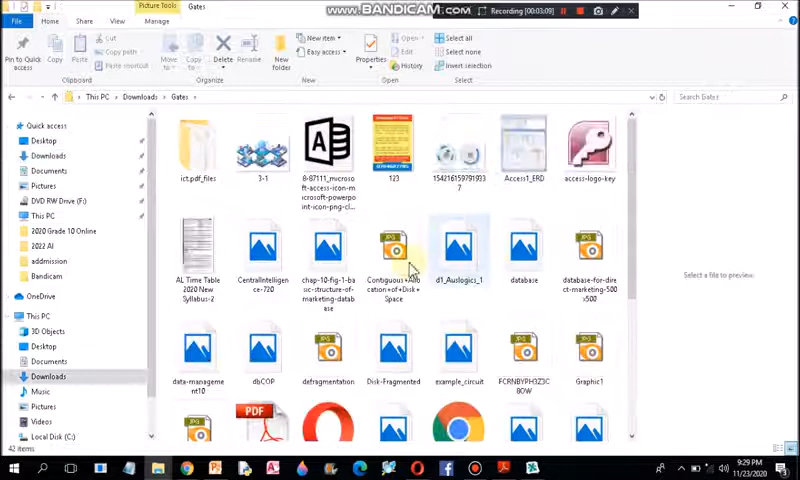 Picture Tools
Gates
www.BANDICAM.com
Recording [00:03:09]
File
Home
Share
View
Manage
Pin to Quick access
Copy
Paste
Cut
Copy path
Paste shortcut
Move to
Copy to
Delete
Rename
New folder
New item
Easy access
Properties
Open
Edit
History
Select all
Select none
Invert selection
Clipboard
Organize
New
Open
Select
This PC
Downloads
Gates
Search Gates
Quick access
Desktop
Downloads
Documents
Pictures
DVD RW Drive (F:)
This PC
2020 Grade 10 Online
2022 AI
addmission
Bandicam
OneDrive
This PC
3D Objects
Desktop
Documents
Downloads
Music
Pictures
Videos
Local Disk (C:)
ict.pdf_files
3-1
8-87111_microsoft-access-icon-microsoft-powerpoint-icon-png-cl...
123
1542161597919337
Access1_ERD
access-logo-key
AL Time Table 2020 New Syllabus-2
CentralIntelligence-720
chap-10-fig-1-basic-structure-of-marketing-database
Contiguous+Allocation+of+Disk+Space
d1_Auslogics_1
database
database-for-direct-marketing-500x500
data-management10
dbCOP
defragmentation
Disk-Fragmented
example_circuit
FCRNBYPH3Z3C8OW
Graphic1
PDF
Select a file to preview.
42 items
9:29 PM
11/23/2020